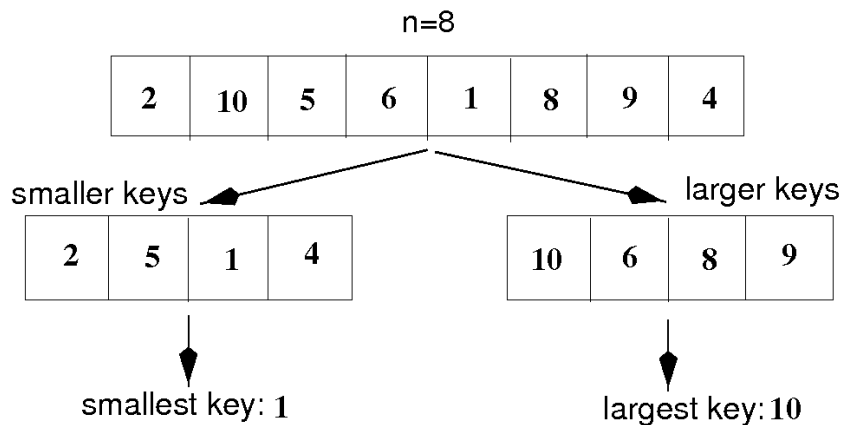 n=8
2 10 5 6 1 8 9 4
smaller keys
larger keys
2 5 1 4
10 6 8 9
smallest key: 1
largest key: 10